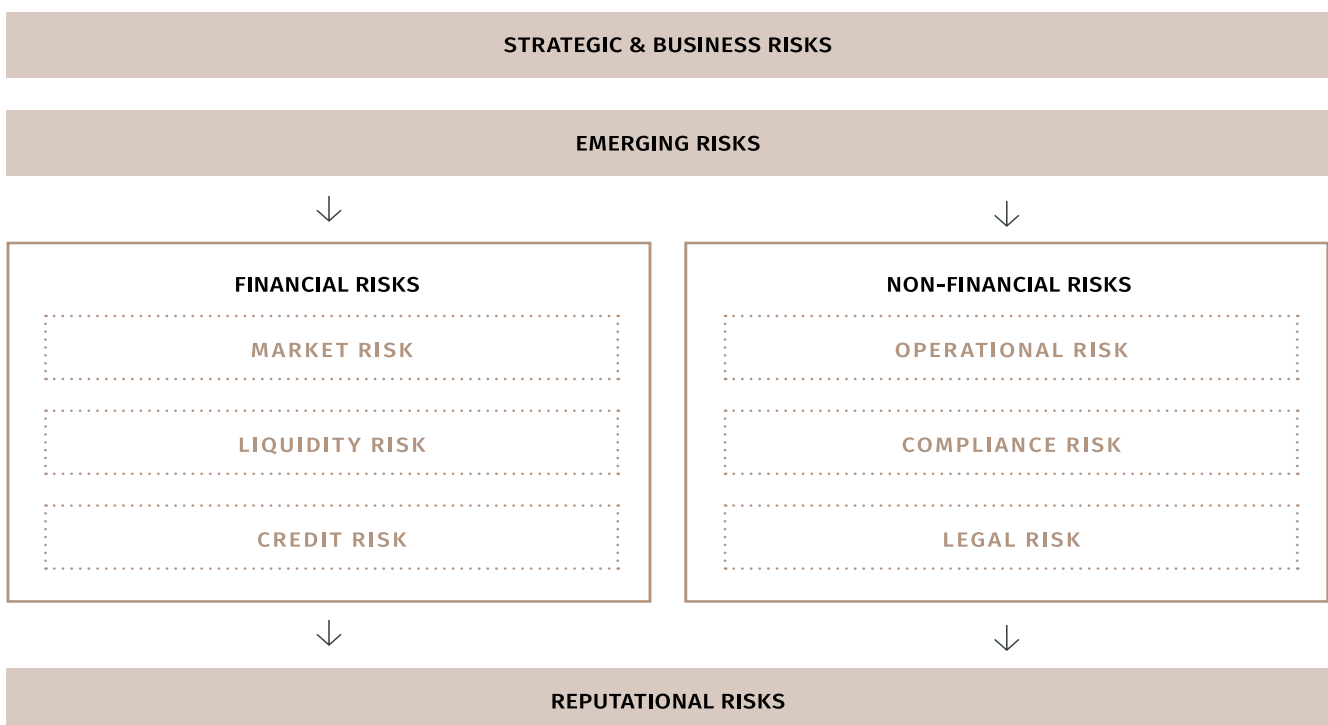 STRATEGIC & BUSINESS RISKS
EMERGING RISKS
FINANCIAL RISKS
MARKET RISK
LIQUIDITY RISK
CREDIT RISK
NON-FINANCIAL RISKS
OPERATIONAL RISK
COMPLIANCE RISK
LEGAL RISK
REPUTATIONAL RISKS